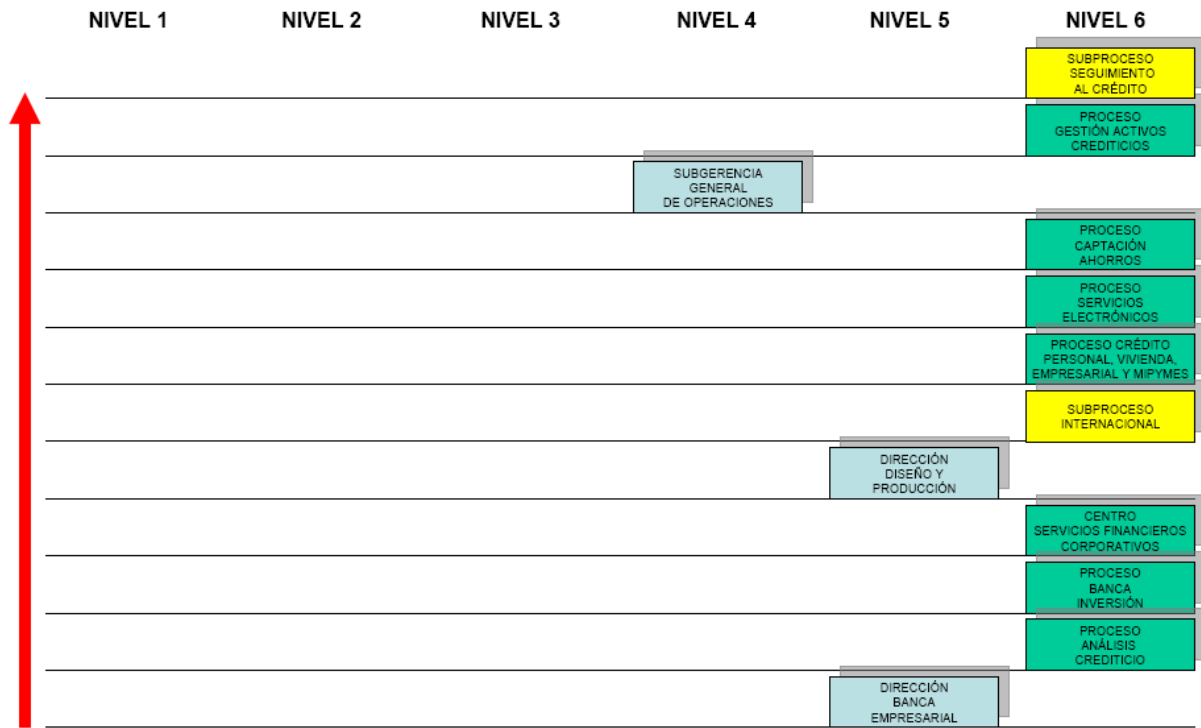 NIVEL 1 NIVEL 2 NIVEL 3 NIVEL 4 NIVEL 5 NIVEL 6
SUBPROCESO
SEGUIMIENTO
AL CRÉDITO
PROCESO
GESTIÓN ACTIVOS
CREDITICIOS
SUBGERENCIA
GENERAL
DE OPERACIONES
PROCESO
CAPTACIÓN
AHORROS
PROCESO
SERVICIOS
ELECTRÓNICOS
PROCESO CRÉDITO
PERSONAL, VIVIENDA,
EMPRESARIAL Y MIPYMES
SUBPROCESO
INTERNACIONAL
DIRECCIÓN
DISEÑO Y
PRODUCCIÓN
CENTRO
SERVICIOS FINANCIEROS
CORPORATIVOS
PROCESO
BANCA
INVERSIÓN
PROCESO
ANÁLISIS
CREDITICIO
DIRECCIÓN
BANCA
EMPRESARIAL